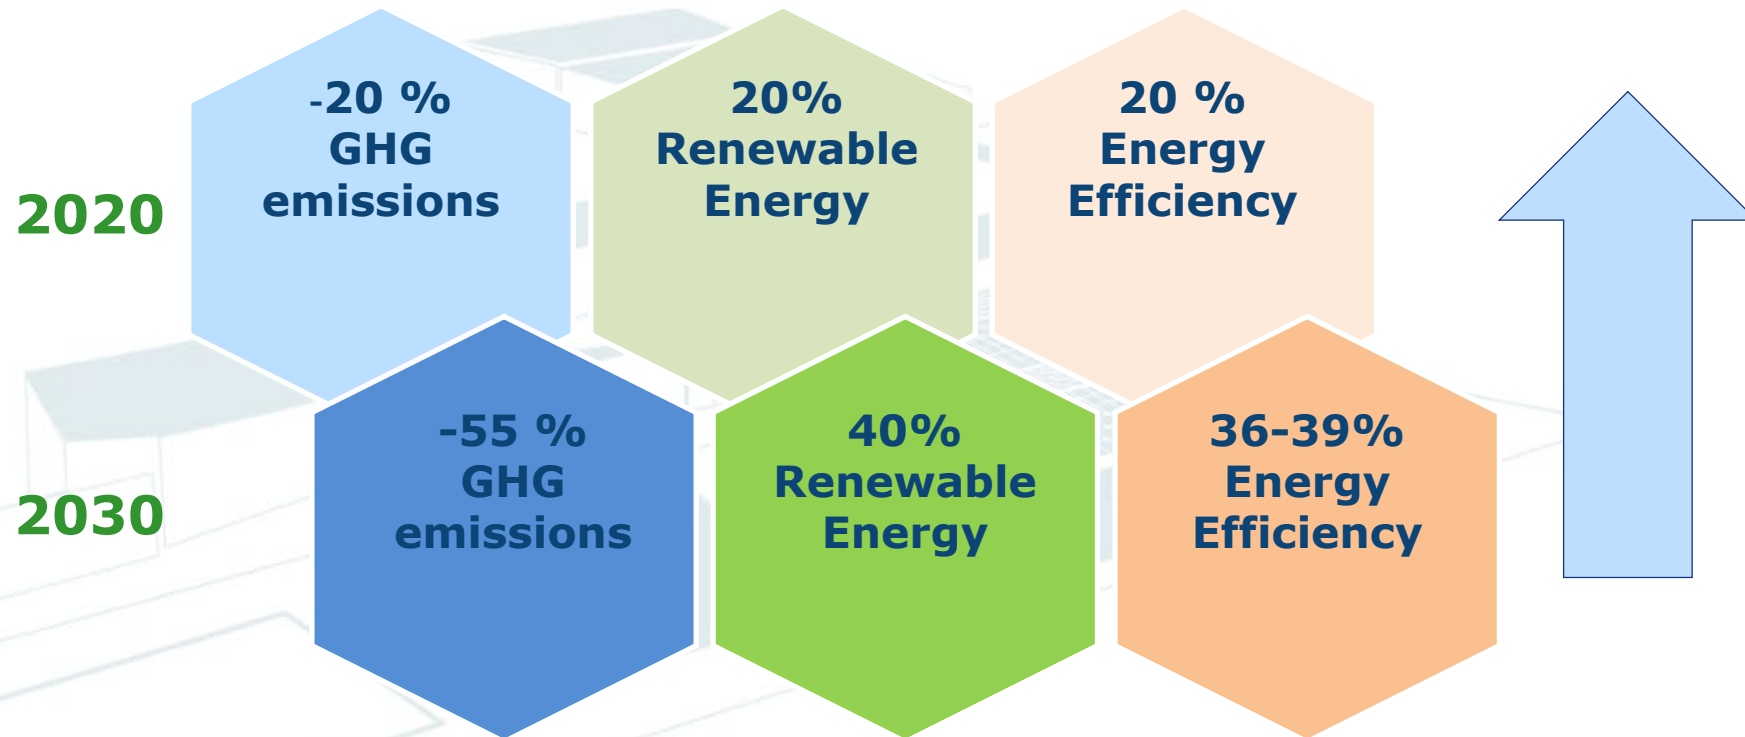 2020
-20 %
GHG
emissions
20%
Renewable
Energy
20 %
Energy
Efficiency
2030
-55 %
GHG
emissions
40%
Renewable
Energy
36-39%
Energy
Efficiency